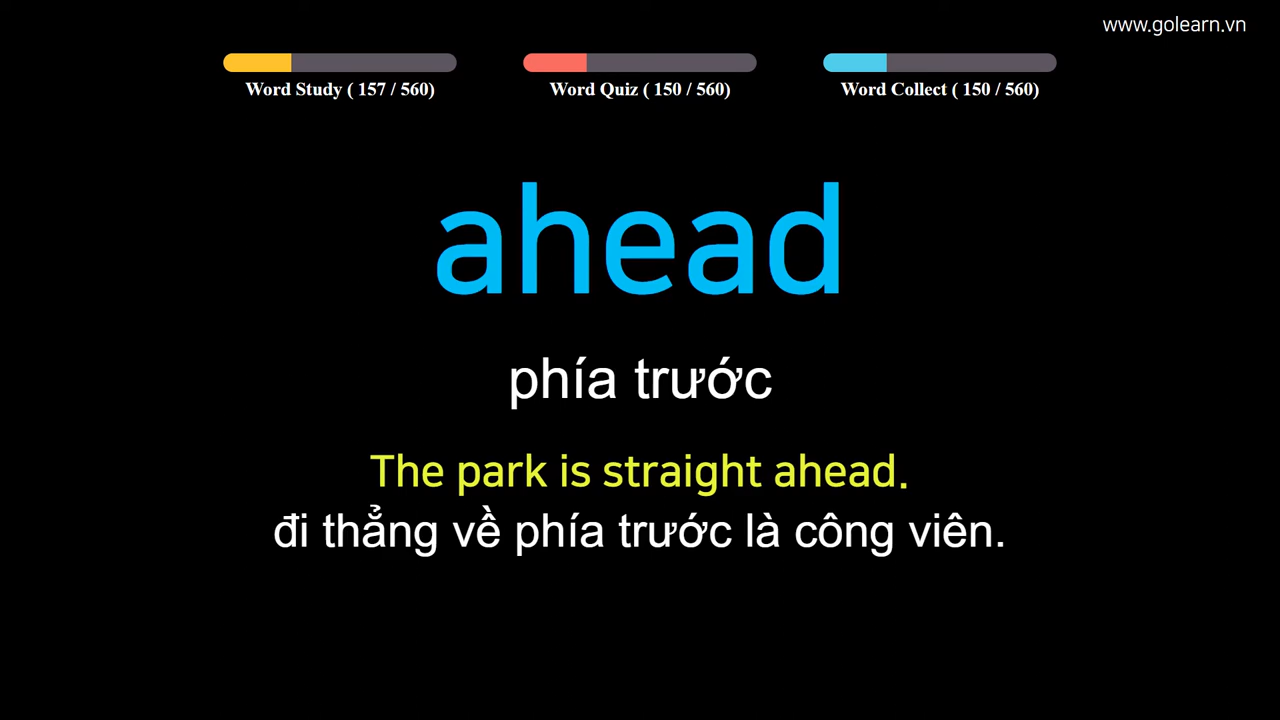 www.golearn.vn
Word Study ( 157 / 560)
Word Quiz ( 150 / 560)
Word Collect ( 150 / 560)
ahead
phía trước
The park is straight ahead.
đi thẳng về phía trước là công viên.